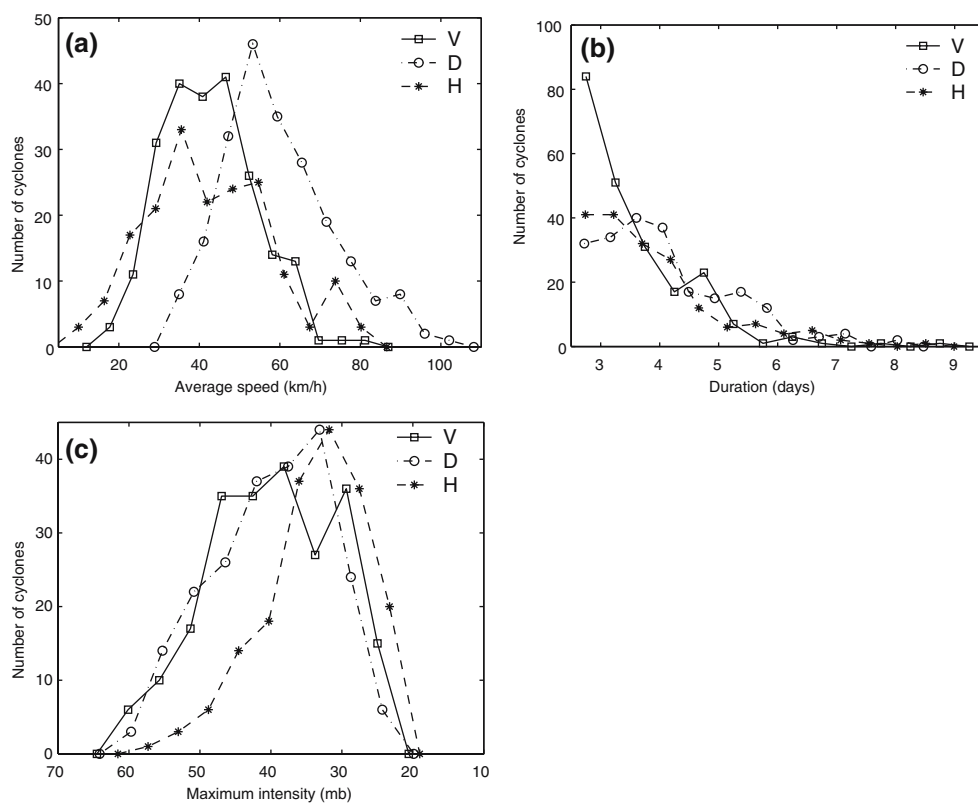 (a)
V
D
H
50
40
30
20
10
0
Number of cyclones
20 40 60 80 100
Average speed (km/h)
(b)
V
D
H
100
80
60
40
20
0
Number of cyclones
3 4 5 6 7 8 9
Duration (days)
(c)
V
D
H
40
30
20
10
0
Number of cyclones
70 60 50 40 30 20 10
Maximum intensity (mb)